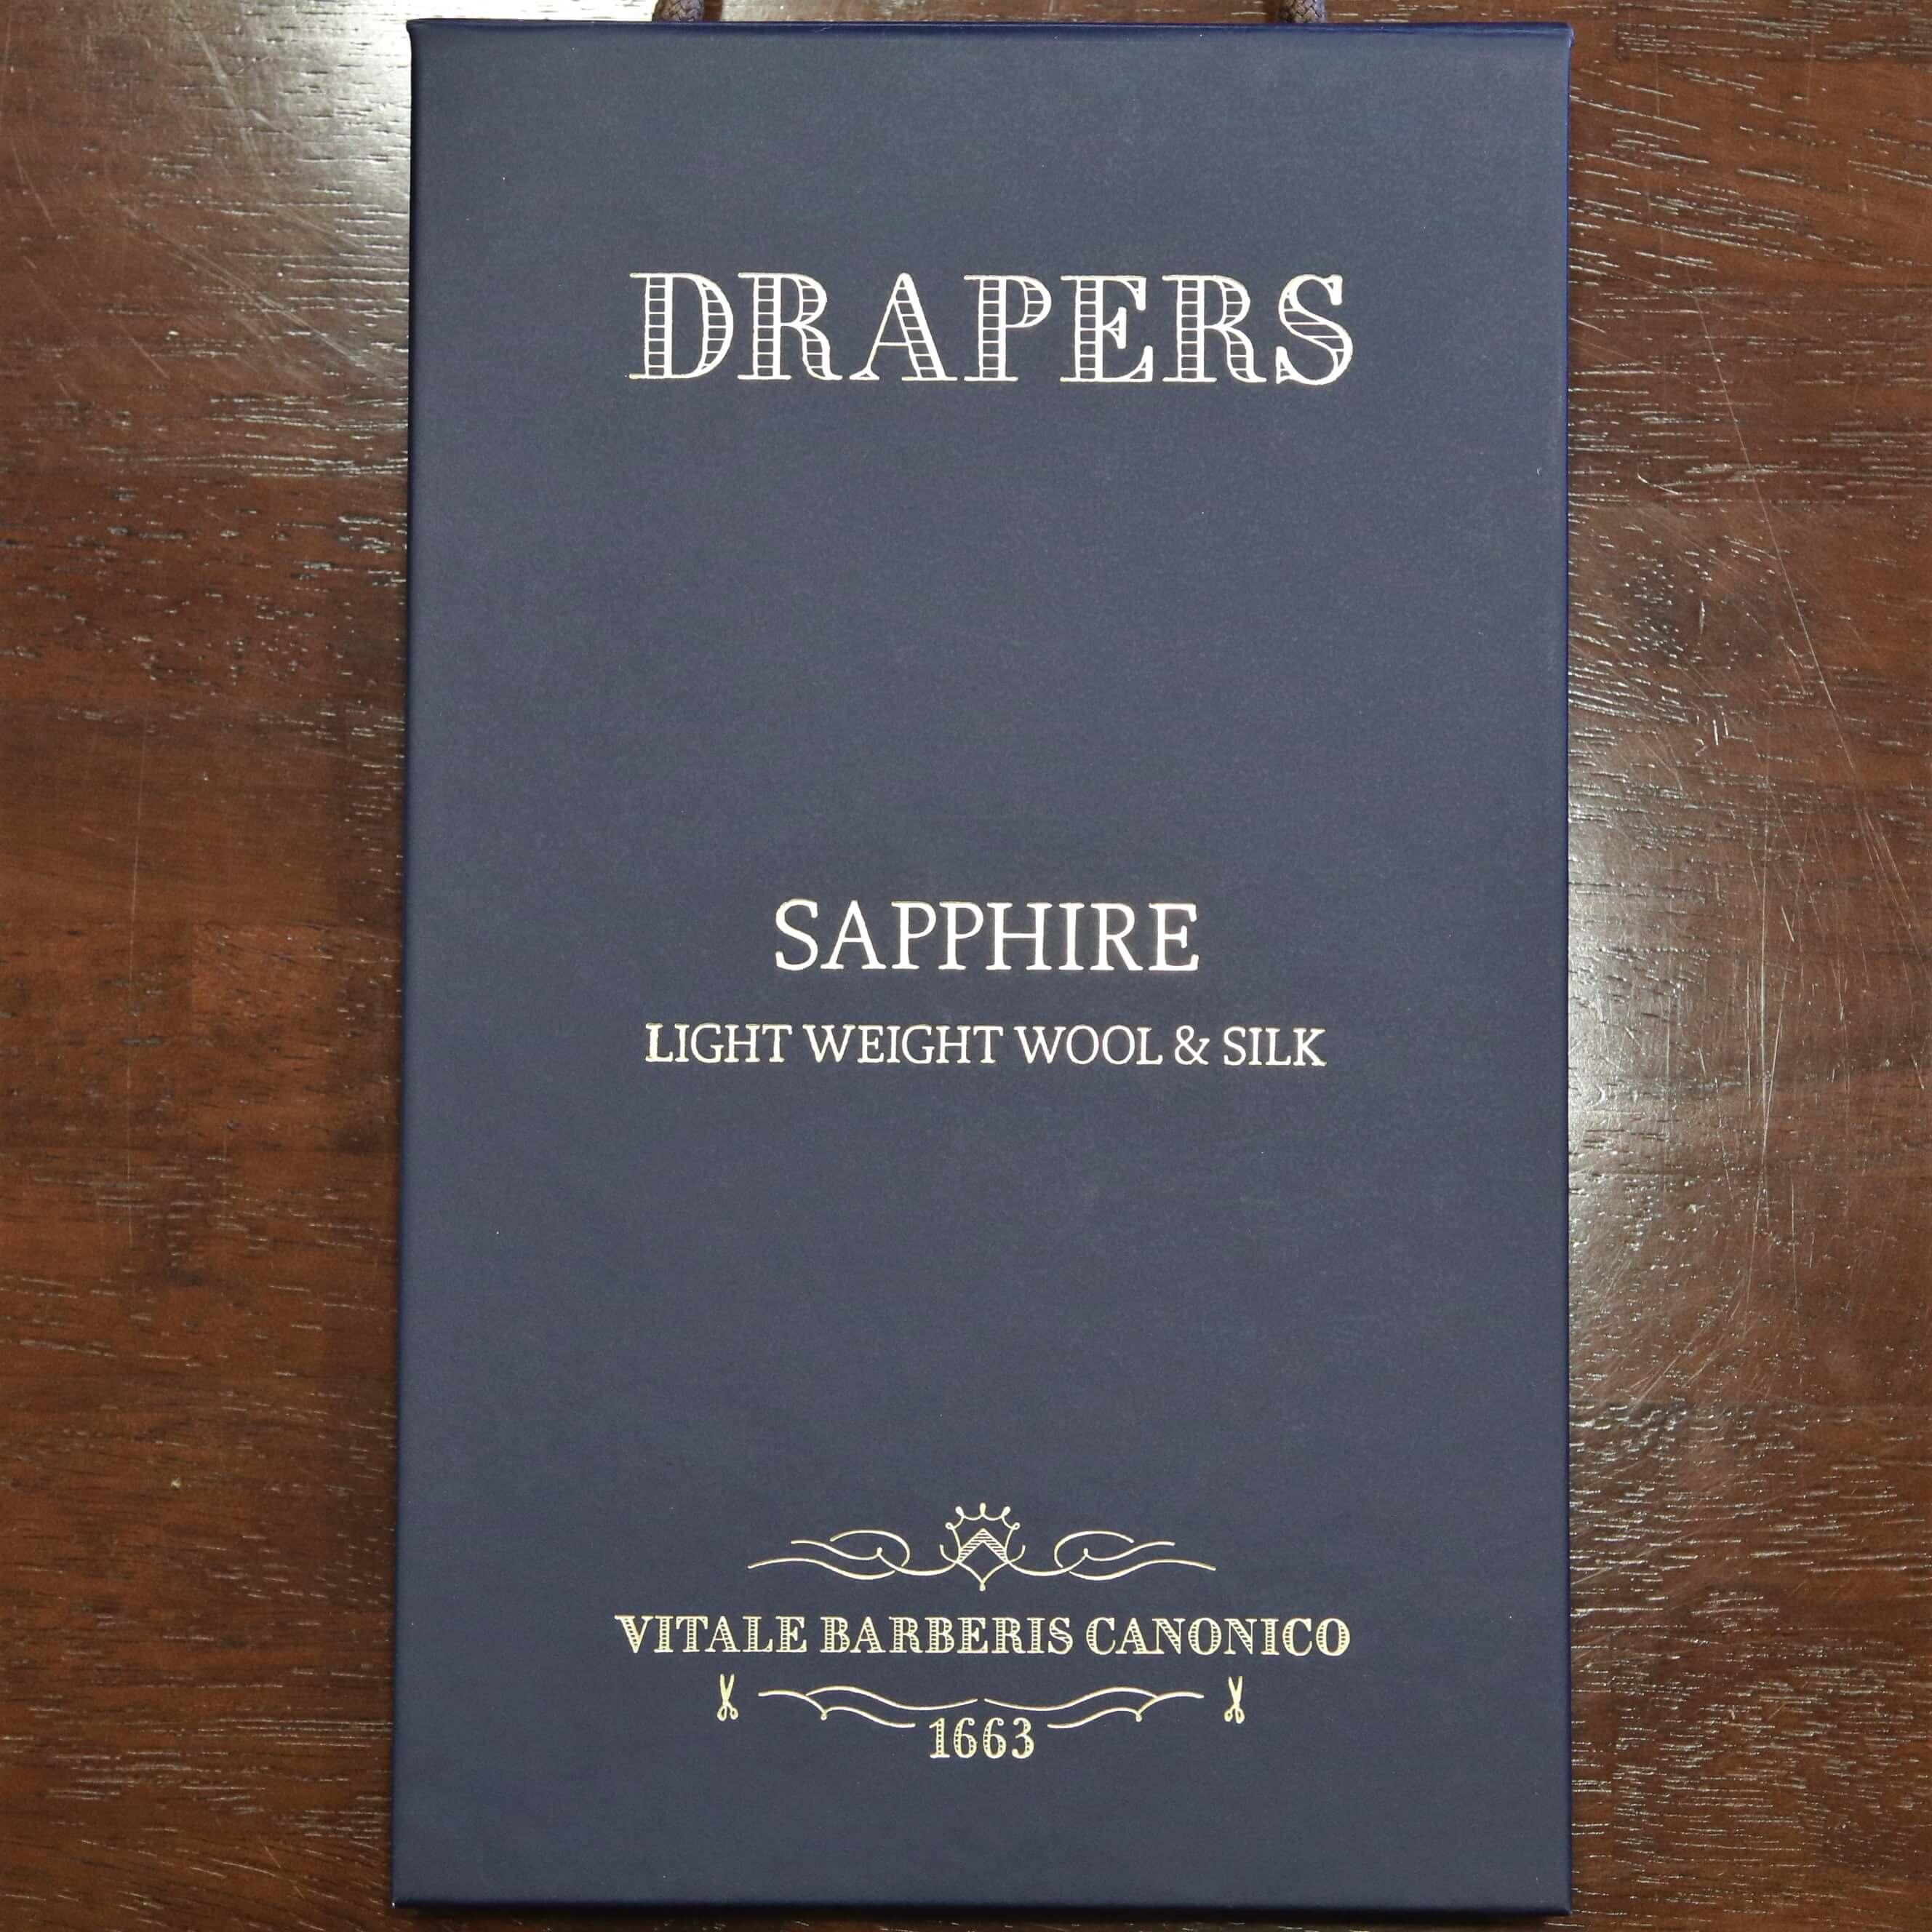 DRAPERS
SAPPHIRE
LIGHT WEIGHT WOOL & SILK
VITALE BARBERIS CANONICO
1663